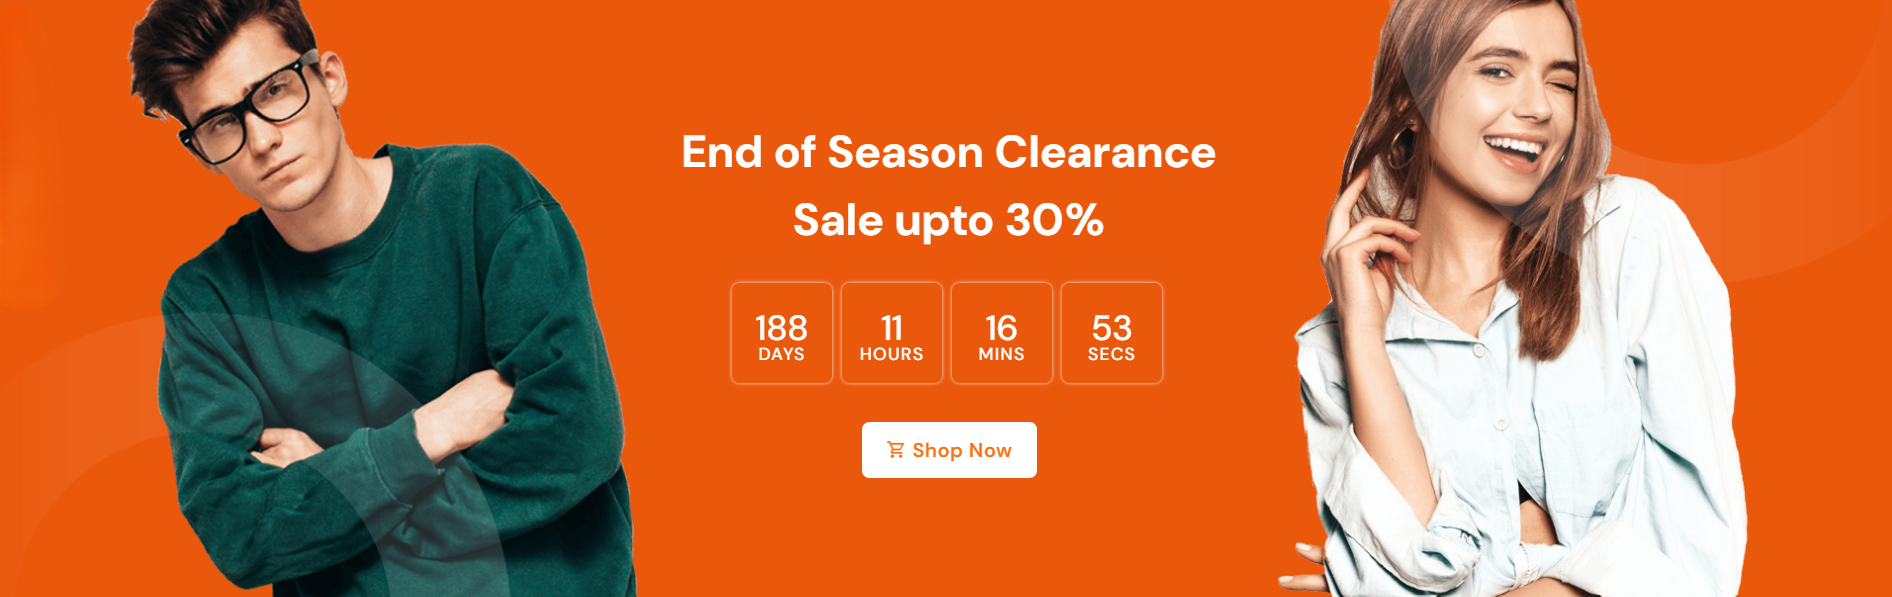 End of Season Clearance
Sale upto 30%
188 11 16 53
DAYS HOURS MINS SECS
Shop Now